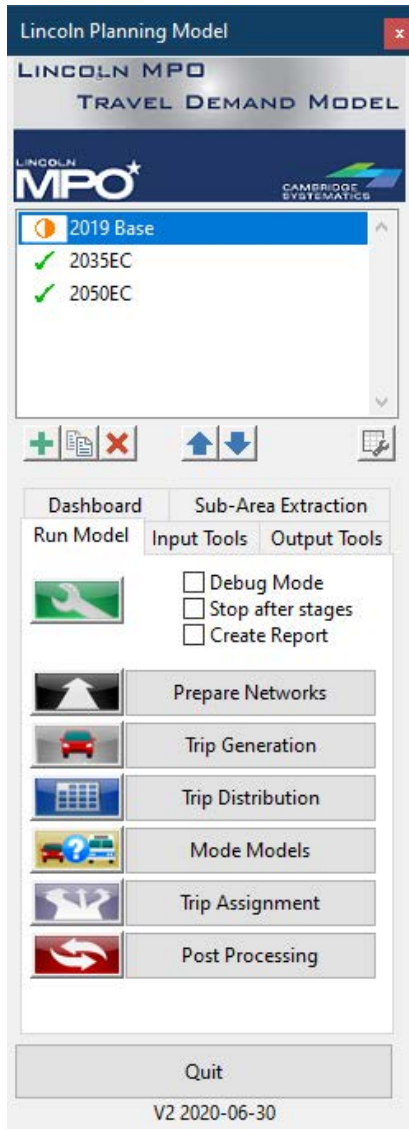 Lincoln Planning Model
x
LINCOLN MPO
TRAVEL DEMAND MODEL
LINCOLN
MPO
CAMBRIDGE
SYSTEMATICS
2019 Base
2035EC
2050EC
Dashboard Sub-Area Extraction
Run Model Input Tools Output Tools
Debug Mode
Stop after stages
Create Report
Prepare Networks
Trip Generation
Trip Distribution
? Mode Models
Trip Assignment
Post Processing
Quit
V2 2020-06-30